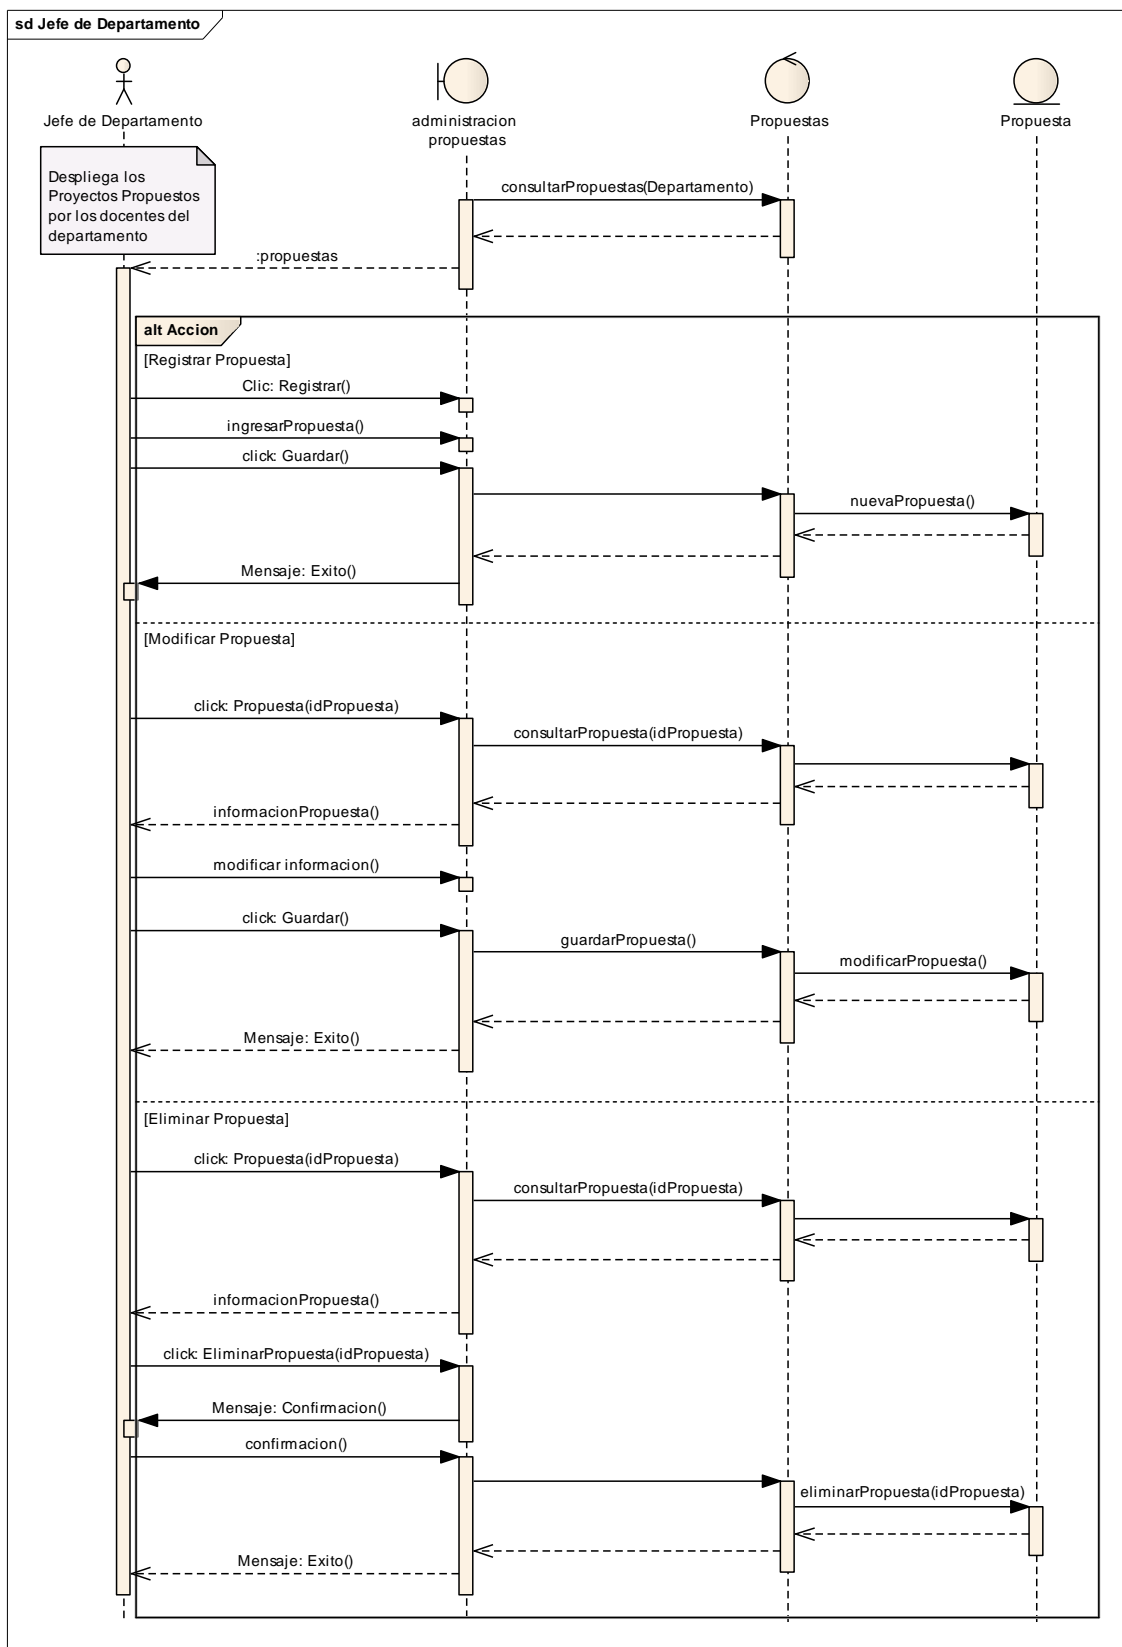 sd Jefe de Departamento
Jefe de Departamento
administracion
propuestas
Propuestas
Propuesta
Despliega los
Proyectos Propuestos
por los docentes del
departamento
consultarPropuestas(Departamento)
:propuestas
alt Accion
[Registrar Propuesta]
Clic: Registrar()
ingresarPropuesta()
click: Guardar()
nuevaPropuesta()
Mensaje: Exito()
[Modificar Propuesta]
click: Propuesta(idPropuesta)
consultarPropuesta(idPropuesta)
informacionPropuesta()
modificar informacion()
click: Guardar()
guardarPropuesta()
modificarPropuesta()
Mensaje: Exito()
[Eliminar Propuesta]
click: Propuesta(idPropuesta)
consultarPropuesta(idPropuesta)
informacionPropuesta()
click: EliminarPropuesta(idPropuesta)
Mensaje: Confirmacion()
confirmacion()
eliminarPropuesta(idPropuesta)
Mensaje: Exito()